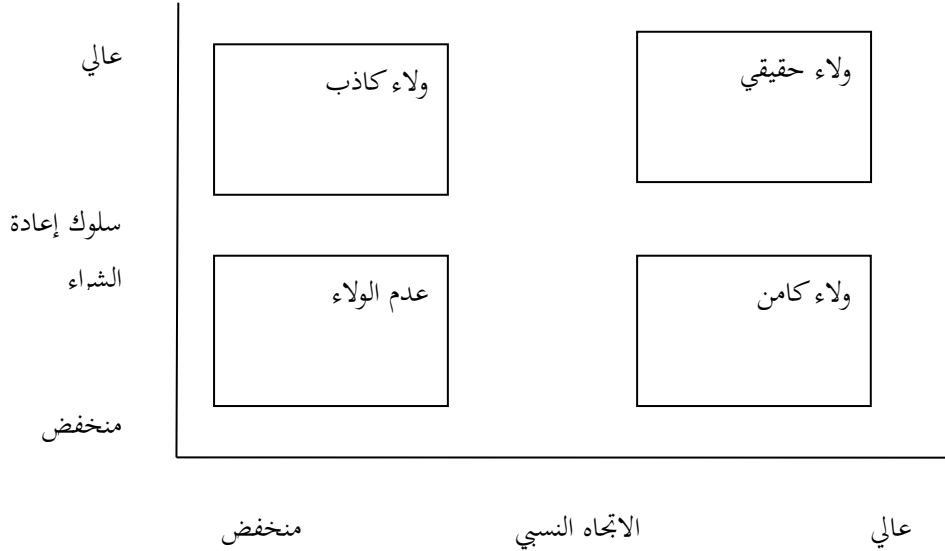 عالي
ولاء حقيقي
ولاء كاذب
سلوك إعادة
الشراء
ولاء كامن
عدم الولاء
منخفض
عالي
الاتجاه النسبي
منخفض